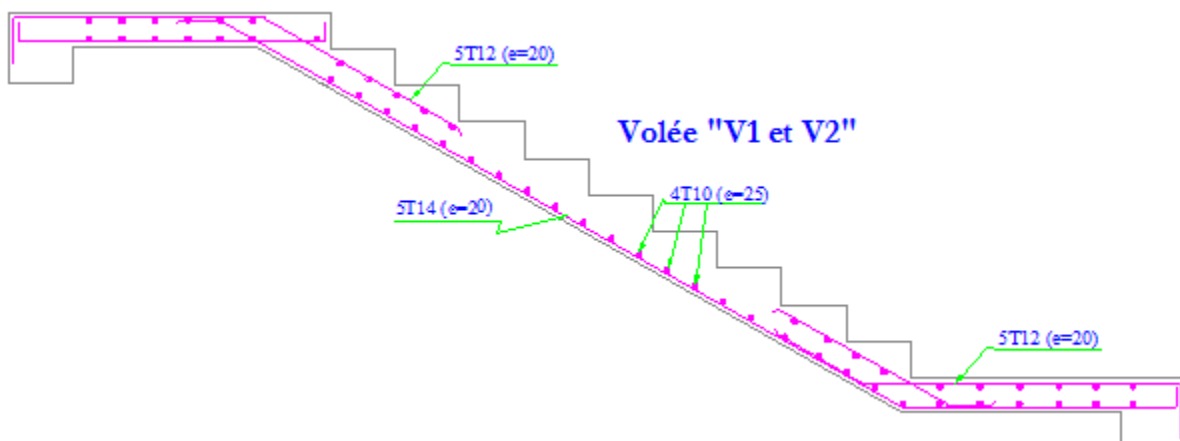 5T12 (e=20)
Volée "V1 et V2"
4T10 (e=25)
5T14 (e=20)
5T12 (e=20)